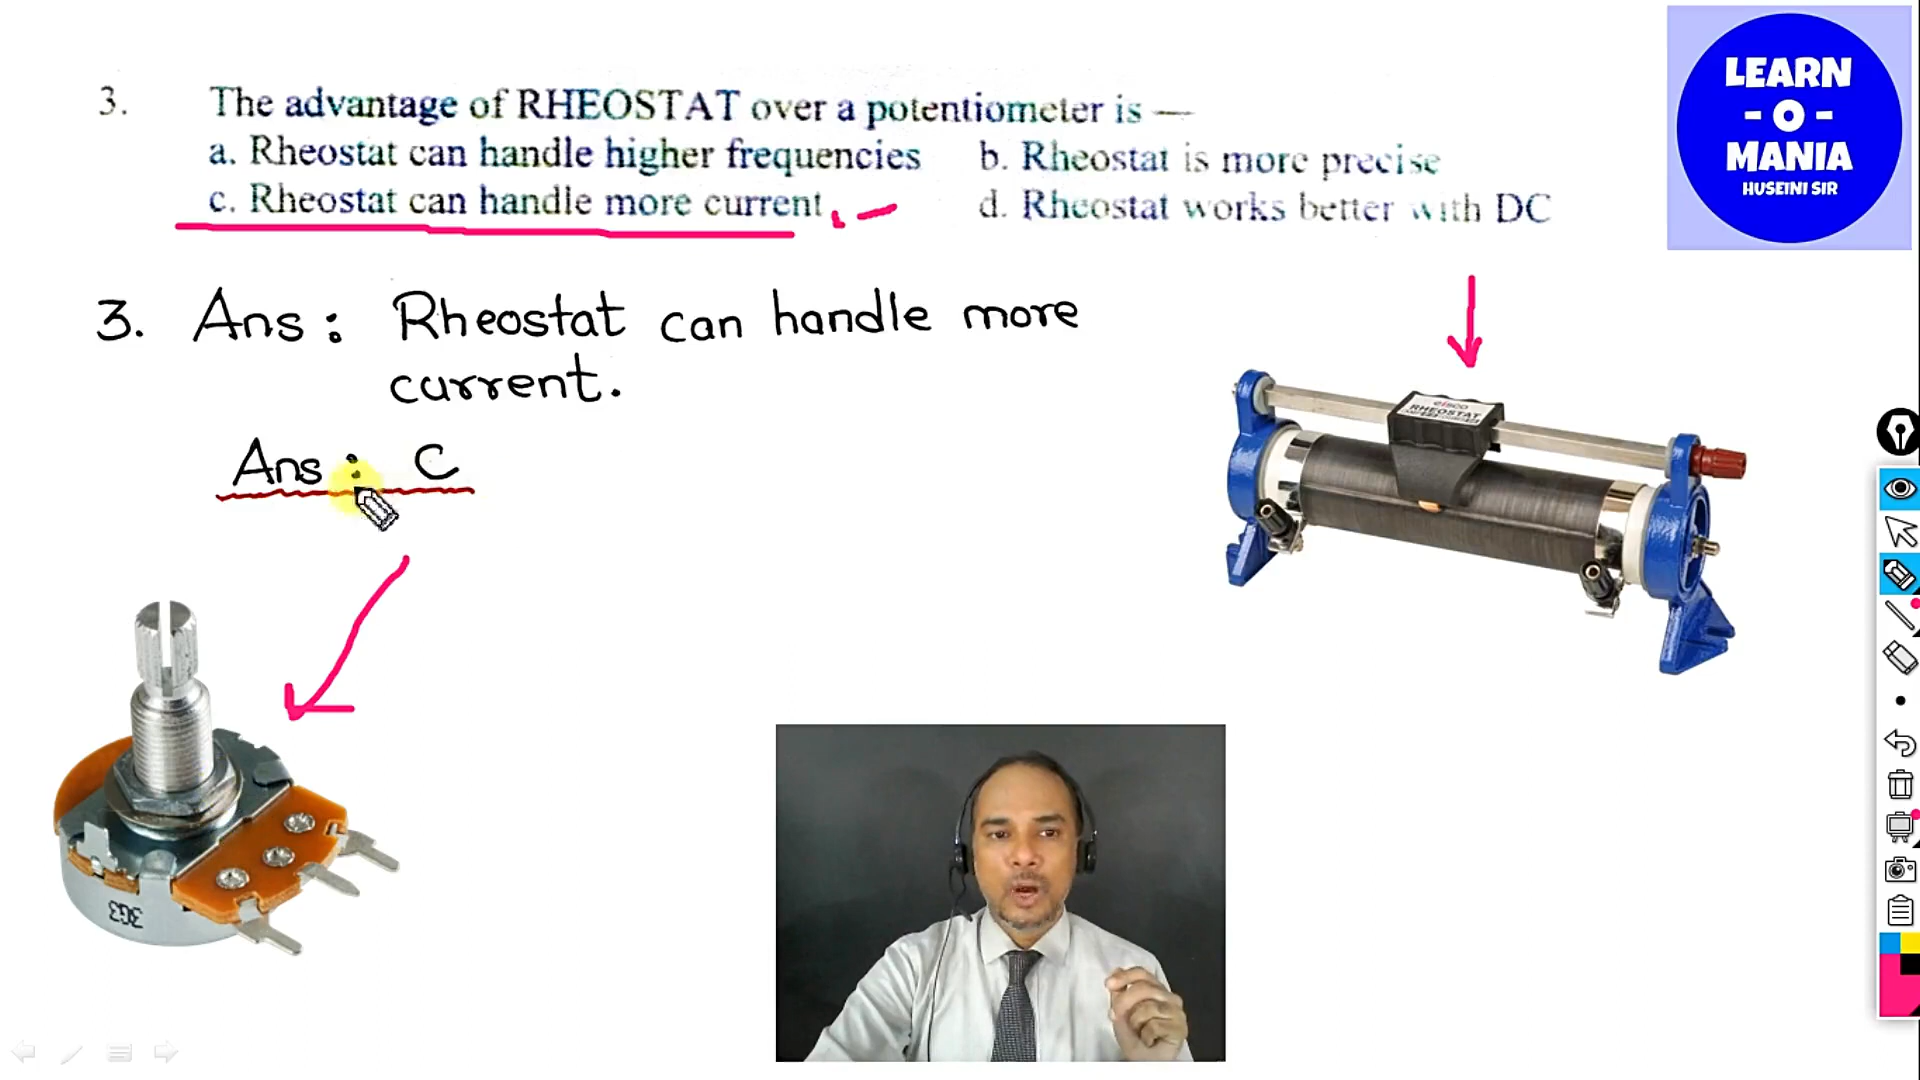 3. The advantage of RHEOSTAT over a potentiometer is —
a. Rheostat can handle higher frequencies b. Rheostat is more precise
c. Rheostat can handle more current. d. Rheostat works better with DC
LEARN
- O -
MANIA
HUSEINI SIR
3. Ans : Rheostat can handle more
current.
Ans : C
eisco
RHEOSTAT
3G3